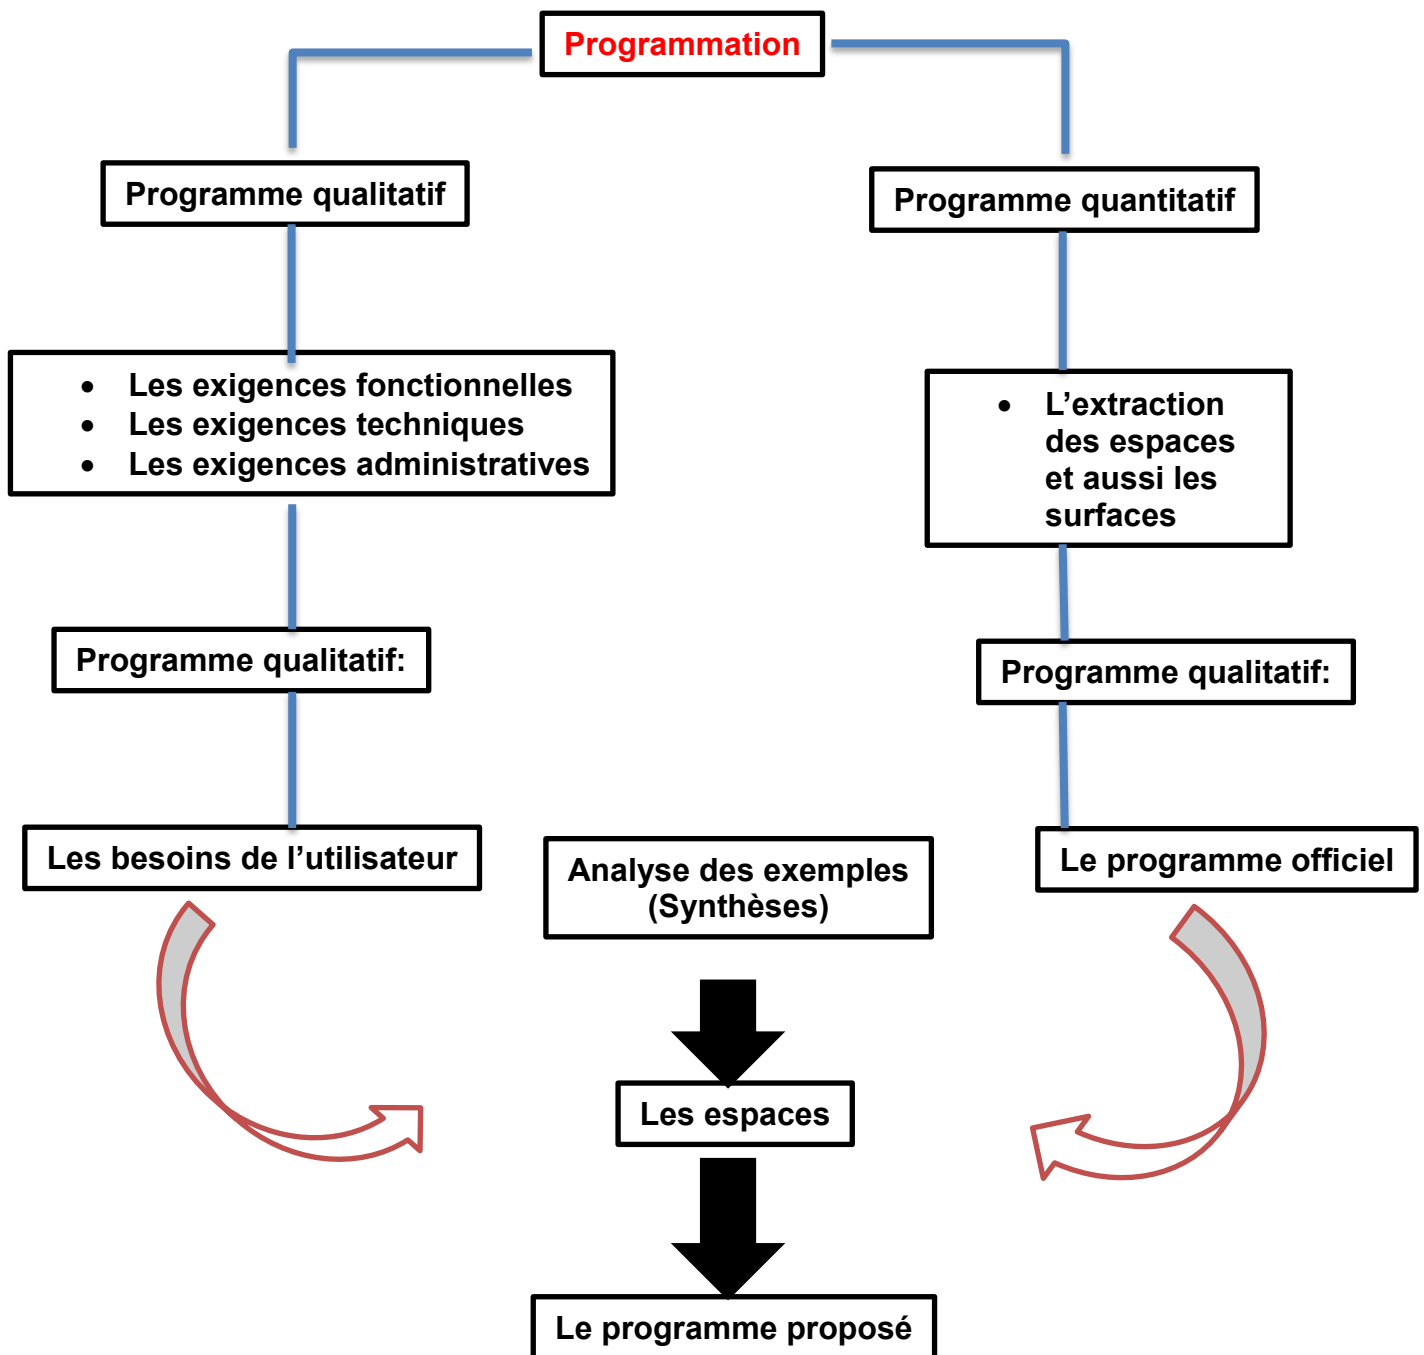 Programmation
Programme qualitatif
Programme quantitatif
• Les exigences fonctionnelles
• Les exigences techniques
• Les exigences administratives
• L’extraction
des espaces
et aussi les
surfaces
Programme qualitatif:
Programme qualitatif:
Les besoins de l’utilisateur
Analyse des exemples
(Synthèses)
Le programme officiel
Les espaces
Le programme proposé